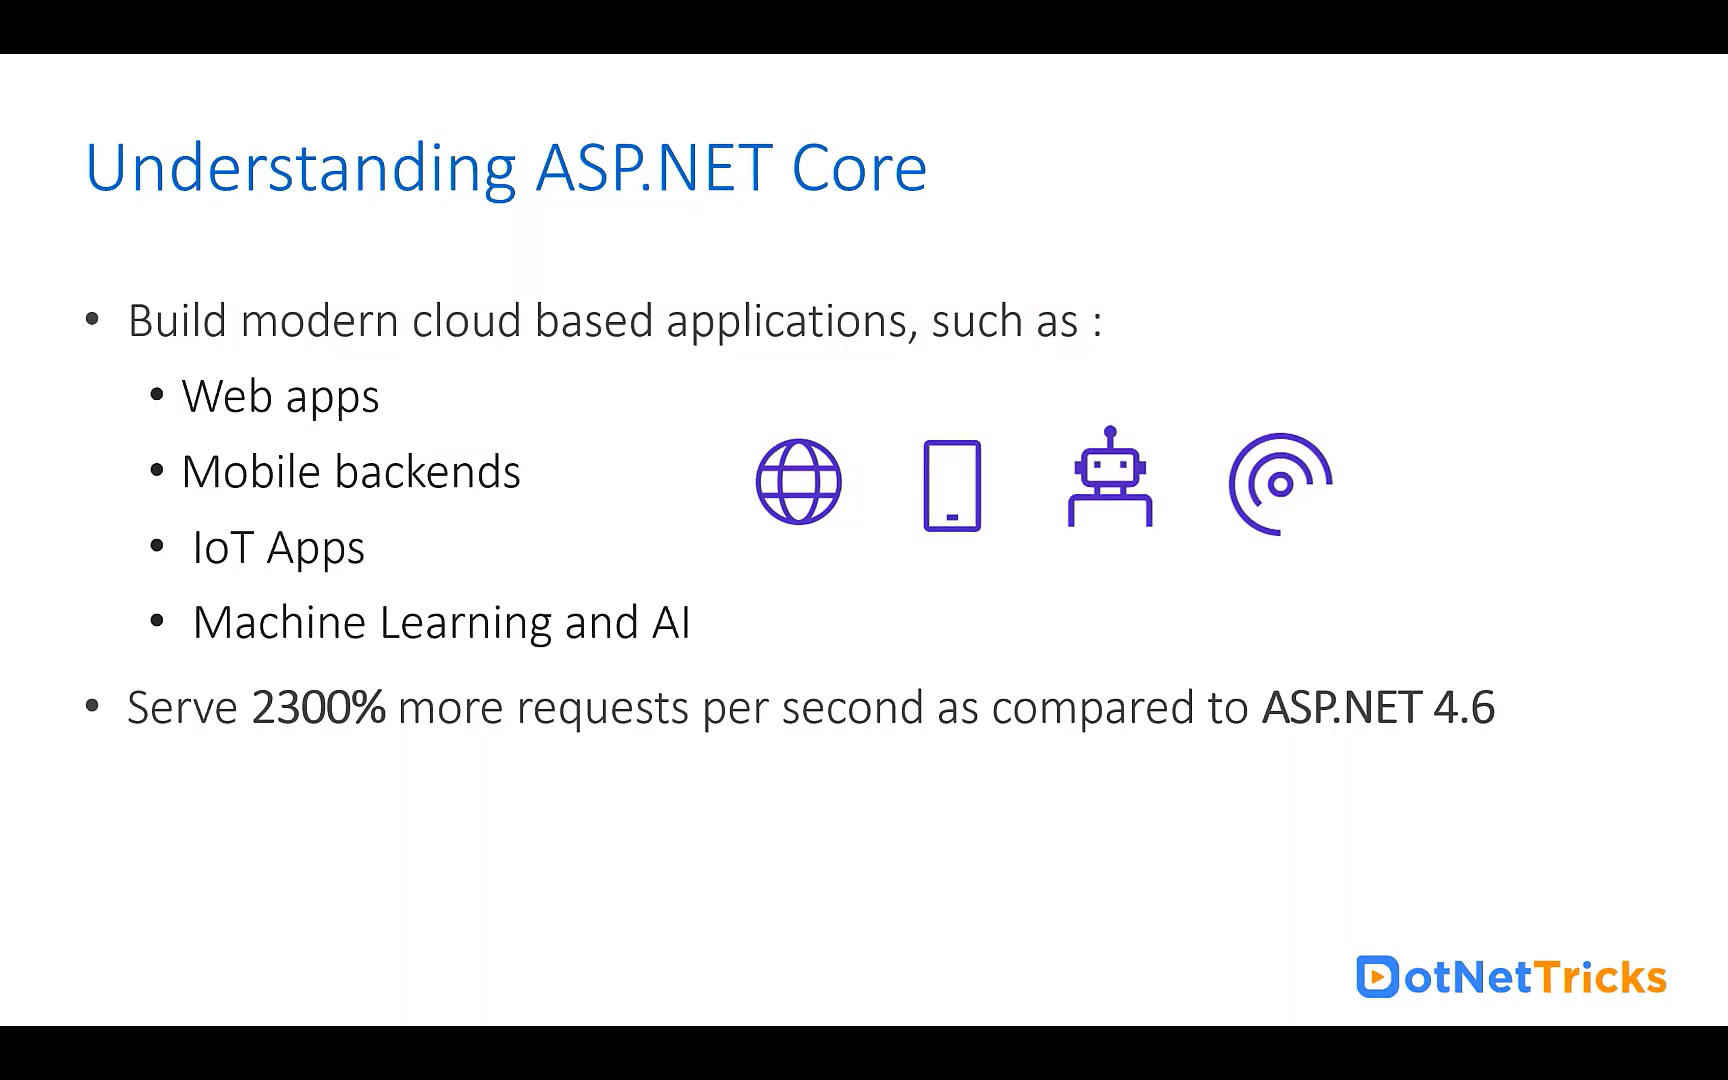 Understanding ASP.NET Core
• Build modern cloud based applications, such as :
• Web apps
• Mobile backends
• IoT Apps
• Machine Learning and AI
• Serve 2300% more requests per second as compared to ASP.NET 4.6
DotNetTricks